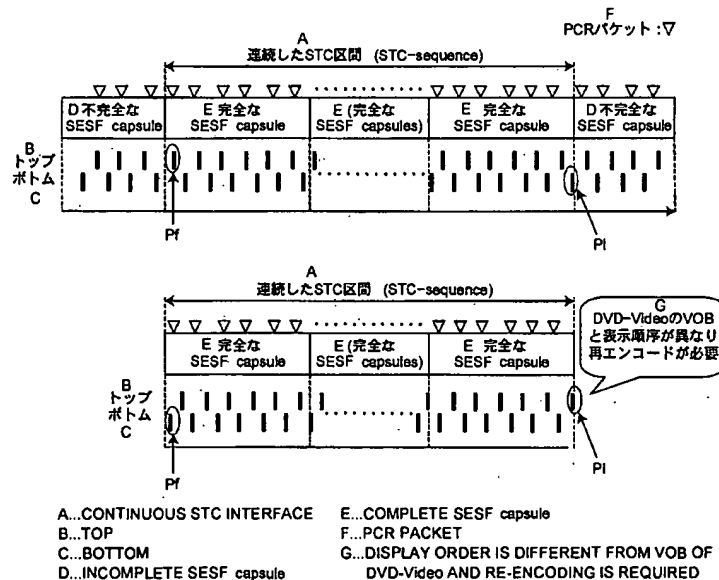 F
PCRパケット :▽
A
連続したSTC区間 (STC-sequence)
D 不完全な
SESF capsule
E 完全な
SESF capsule
E (完全な
SESF capsules)
E 完全な
SESF capsule
D 不完全な
SESF capsule
B
トップ
ボトム
C
Pf
Pl
A
連続したSTC区間 (STC-sequence)
E 完全な
SESF capsule
E (完全な
SESF capsules)
E 完全な
SESF capsule
G
DVD-VideoのVOB
と表示順序が異なり
再エンコードが必要
B
トップ
ボトム
C
Pf
Pl
A...CONTINUOUS STC INTERFACE
B...TOP
C...BOTTOM
D...INCOMPLETE SESF capsule
E...COMPLETE SESF capsule
F...PCR PACKET
G...DISPLAY ORDER IS DIFFERENT FROM VOB OF
DVD-Video AND RE-ENCODING IS REQUIRED